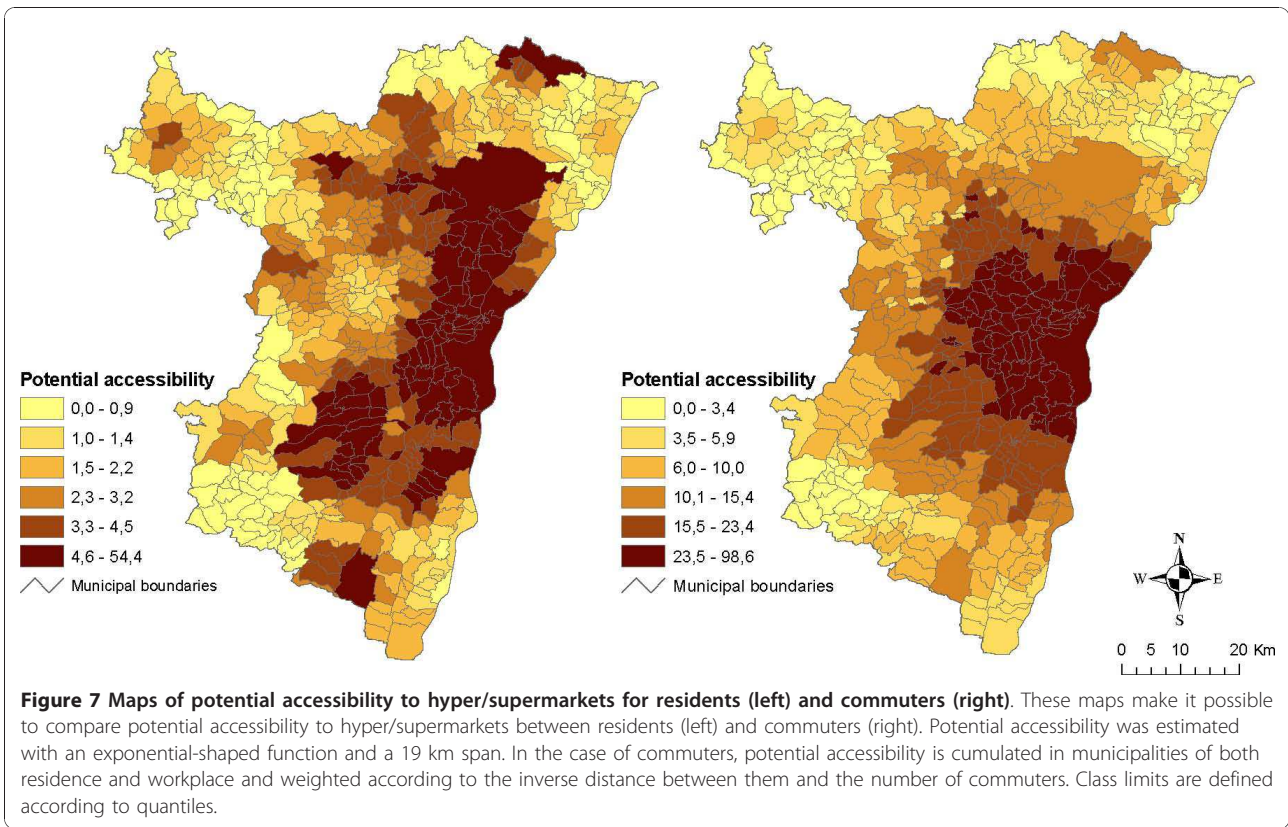 Potential accessibility
0,0 - 0,9
1,0 - 1,4
1,5 - 2,2
2,3 - 3,2
3,3 - 4,5
4,6 - 54,4
Municipal boundaries
Potential accessibility
0,0 - 3,4
3,5 - 5,9
6,0 - 10,0
10,1 - 15,4
15,5 - 23,4
23,5 - 98,6
Municipal boundaries
N
W E
S
0 5 10 20 Km
Figure 7 Maps of potential accessibility to hyper/supermarkets for residents (left) and commuters (right). These maps make it possible
to compare potential accessibility to hyper/supermarkets between residents (left) and commuters (right). Potential accessibility was estimated
with an exponential-shaped function and a 19 km span. In the case of commuters, potential accessibility is cumulated in municipalities of both
residence and workplace and weighted according to the inverse distance between them and the number of commuters. Class limits are defined
according to quantiles.